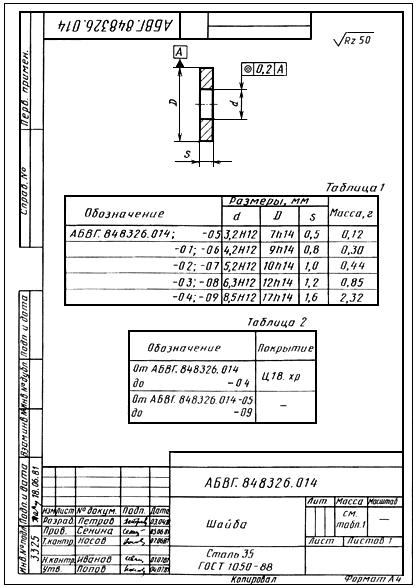 АБВГ.848326.014
Rz 50
Перв. примен.
Справ. №
Подп. и дата
Инв. № дубл.
Взам. инв. №
Подп. и дата
18.06.81
Инв. № подл.
3325
А
◎ 0,2 А
D
d
s
Таблица 1
Обозначение
Размеры, мм
Масса, г
d D s
АБВГ.848326.014; -05 3,2H12 7h14 0,5 0,12
-01; -06 4,2H12 9h14 0,8 0,30
-02; -07 5,2H12 10h14 1,0 0,44
-03; -08 6,3H12 12h14 1,2 0,85
-04; -09 8,5H12 17h14 1,6 2,32
Таблица 2
Обозначение Покрытие
От АБВГ.848326.014
до -04
Ц18. хр
От АБВГ.848326.014-05
до -09
—
АБВГ.848326.014
Изм Лист № докум. Подп. Дата
Разраб. Петров
Пров. Сенина
Т.контр. Носов
Н.контр. Иванов
Утв. Попов
Шайба
Лит Масса Масштаб
см. табл.1 —
Лист Листов 1
Сталь 35
ГОСТ 1050-88
Копировал Формат А4